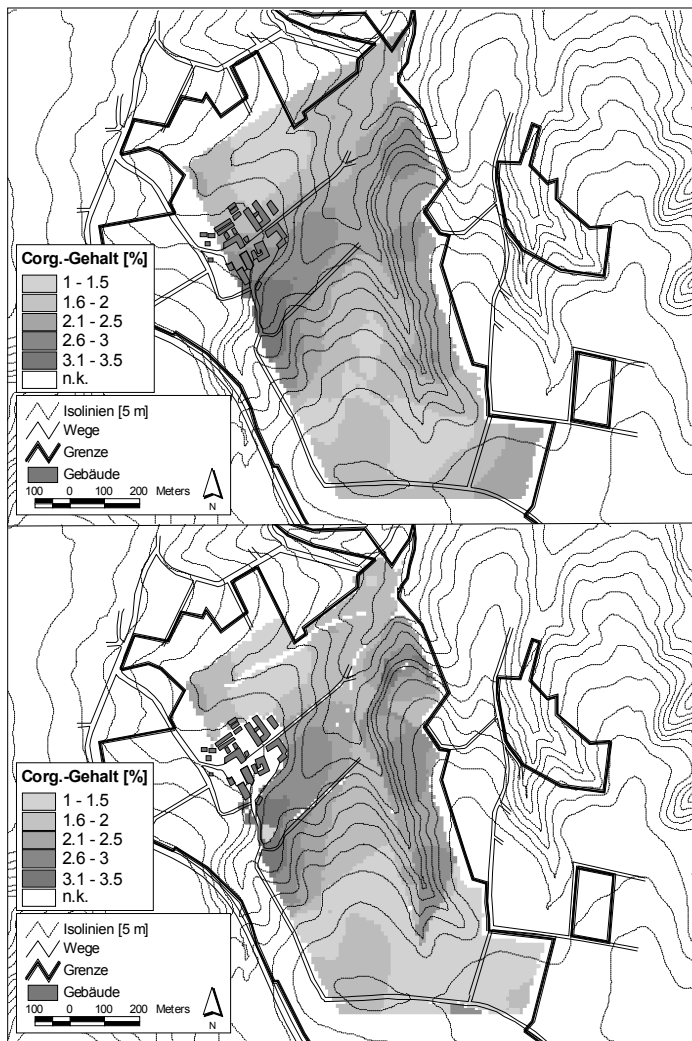 Corg.-Gehalt [%]
1 - 1.5
1.6 - 2
2.1 - 2.5
2.6 - 3
3.1 - 3.5
n.k.
Isolinien [5 m]
Wege
Grenze
Gebäude
100 0 100 200 Meters
N
Corg.-Gehalt [%]
1 - 1.5
1.6 - 2
2.1 - 2.5
2.6 - 3
3.1 - 3.5
n.k.
Isolinien [5 m]
Wege
Grenze
Gebäude
100 0 100 200 Meters
N